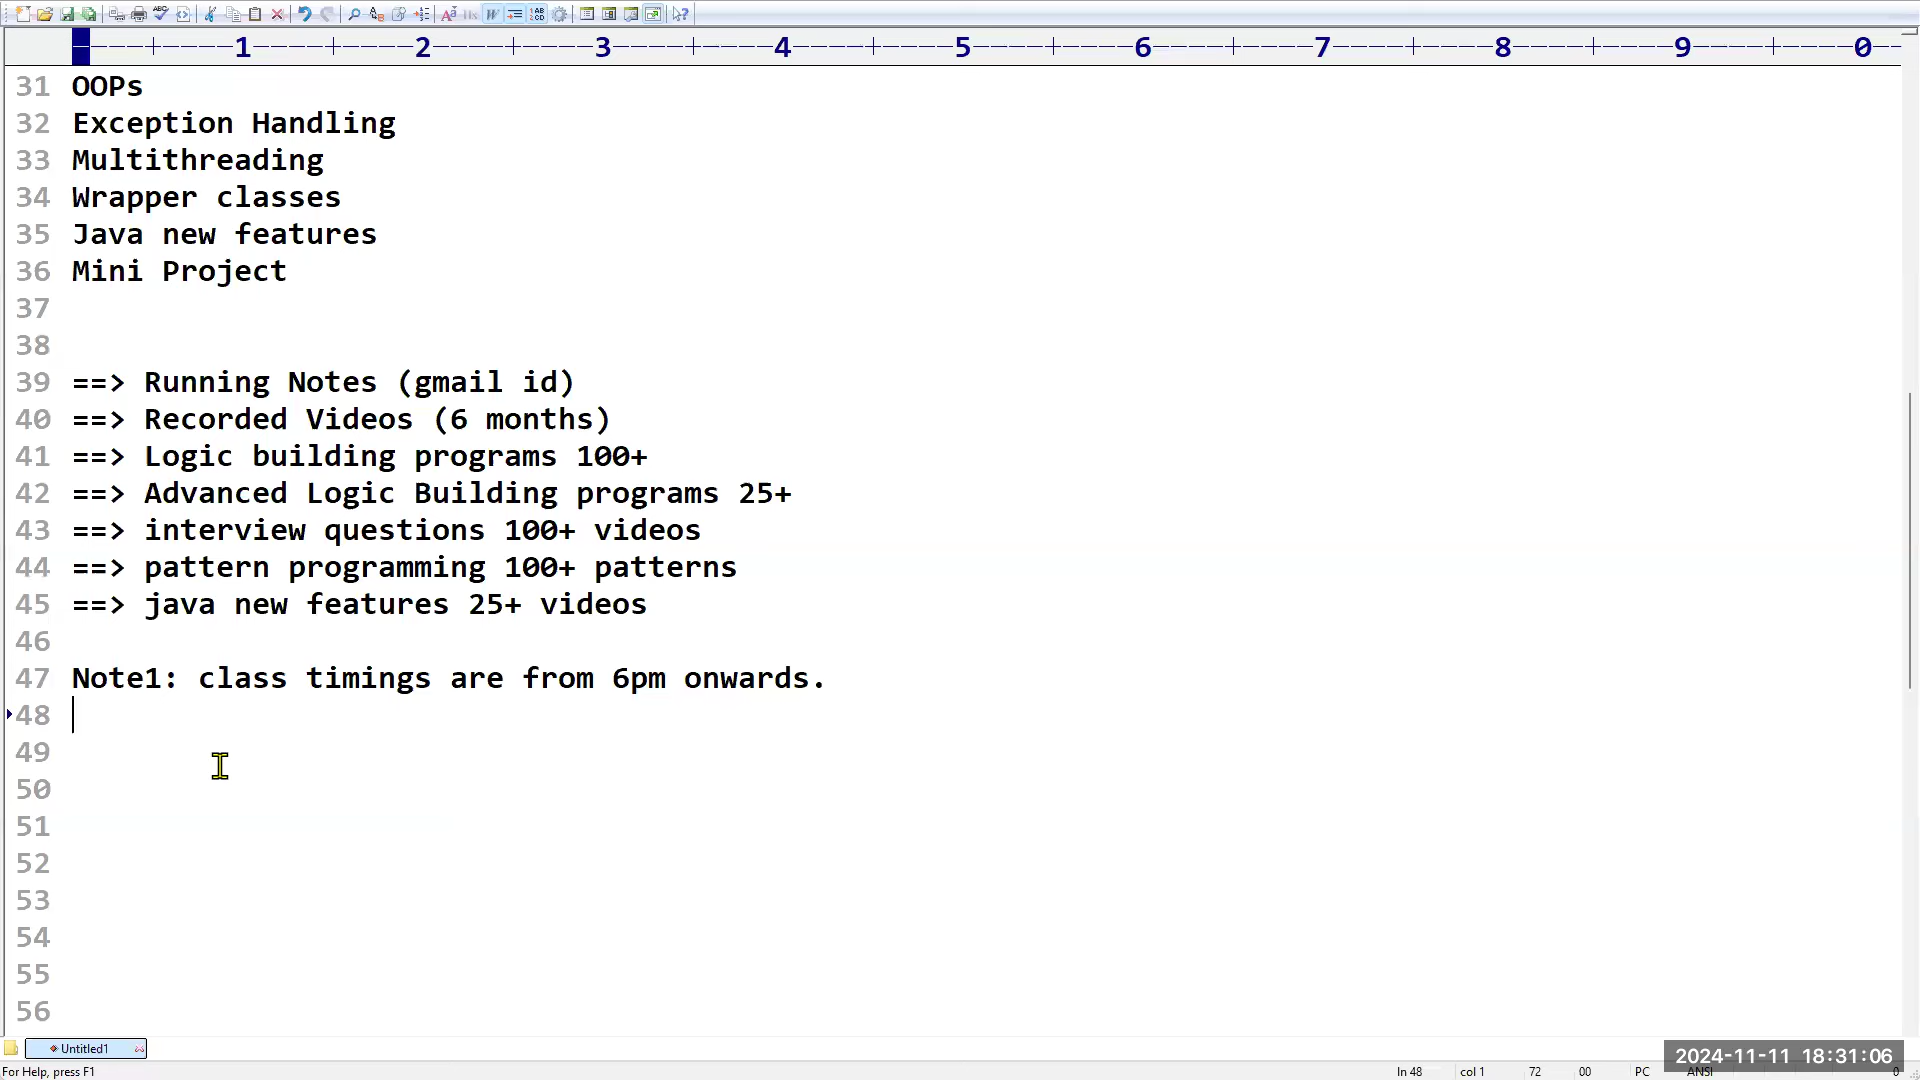 1 2 3 4 5 6 7 8 9 0
31 OOPs
32 Exception Handling
33 Multithreading
34 Wrapper classes
35 Java new features
36 Mini Project
37
38
39 ==> Running Notes (gmail id)
40 ==> Recorded Videos (6 months)
41 ==> Logic building programs 100+
42 ==> Advanced Logic Building programs 25+
43 ==> interview questions 100+ videos
44 ==> pattern programming 100+ patterns
45 ==> java new features 25+ videos
46
47 Note1: class timings are from 6pm onwards.
48
49
50
51
52
53
54
55
56
Untitled1
2024-11-11 18:31:06
For Help, press F1
ln 48 col 1 72 00 PC ANSI